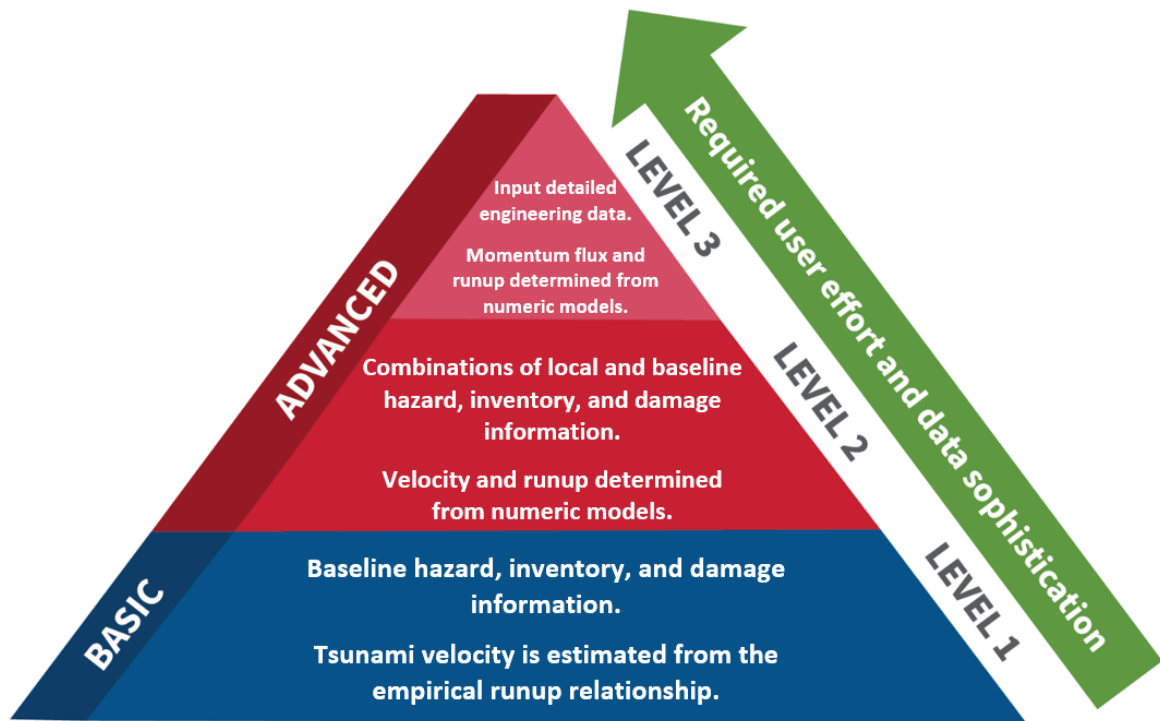 Input detailed
engineering data.
Momentum flux and
runup determined from
numeric models.
LEVEL 3
ADVANCED
Combinations of local and baseline
hazard, inventory, and damage
information.
Velocity and runup determined
from numeric models.
LEVEL 2
BASIC
Baseline hazard, inventory, and damage
information.
Tsunami velocity is estimated from the
empirical runup relationship.
LEVEL 1
Required user effort and data sophistication